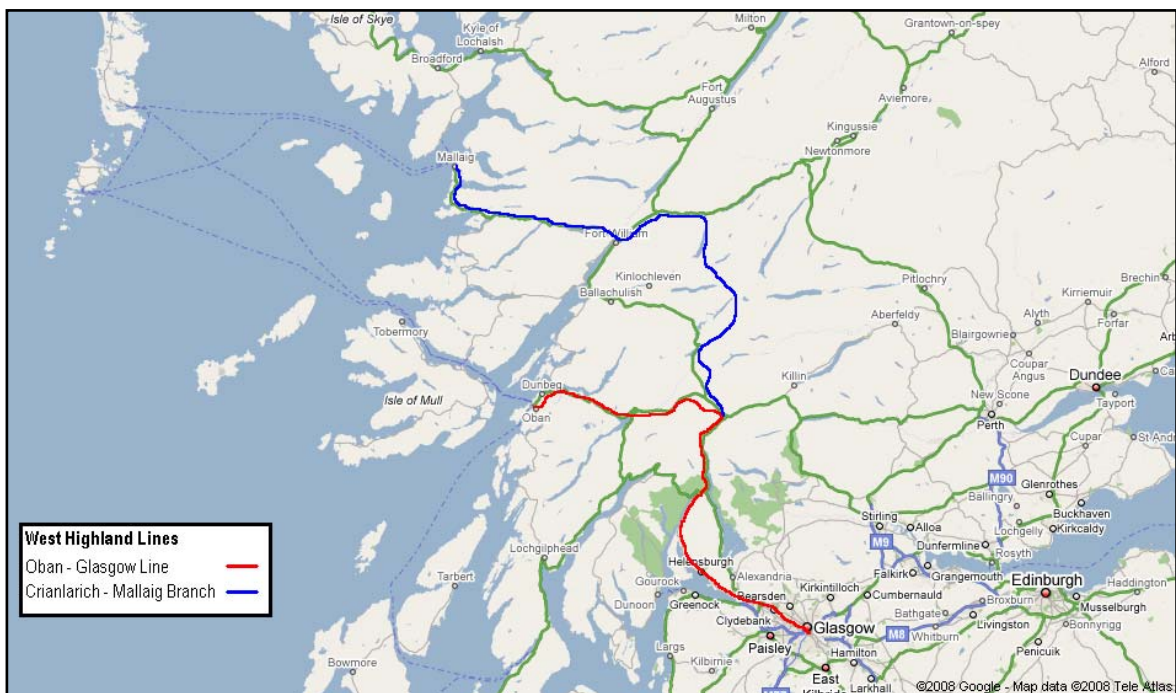 Isle of Skye
Kyle of
Lochalsh
Broadford
Milton
Grantown-on-spey
Alford
Fort
Augustus
Aviemore
Kingussie
Newtonmore
Mallaig
Fort William
Kinlochleven
Ballachulish
Pitlochry
Brechin
Kirriemuir
Forfar
Alyth
Aberfeldy
Blairgowrie
Coupar
Angus
Tobermory
Killin
Dundee
New Scone
Tayport
Perth
Dunbeg
Oban
Isle of Mull
Cupar
St And
M90
Glenrothes
Ballingry
Buckhaven
Kirkcaldy
Lochgelly
Stirling
Alloa
M9
Dunfermline
Rosyth
Lochgilphead
Helensburgh
Alexandria
Gourock
Dunoon
Greenock
Bearsden
Kirkintilloch
Falkirk
Grangemouth
Cumbernauld
Edinburgh
Haddington
Musselburgh
Broxburn
Bathgate
Livingston
Bonnyrigg
Tarbert
Clydebank
Glasgow
M8
Whitburn
Penicuik
Paisley
Hamilton
Largs
Kilbirnie
East
Larkhall
Bowmore
West Highland Lines
Oban - Glasgow Line
Crianlarich - Mallaig Branch
©2008 Google - Map data ©2008 Tele Atlas